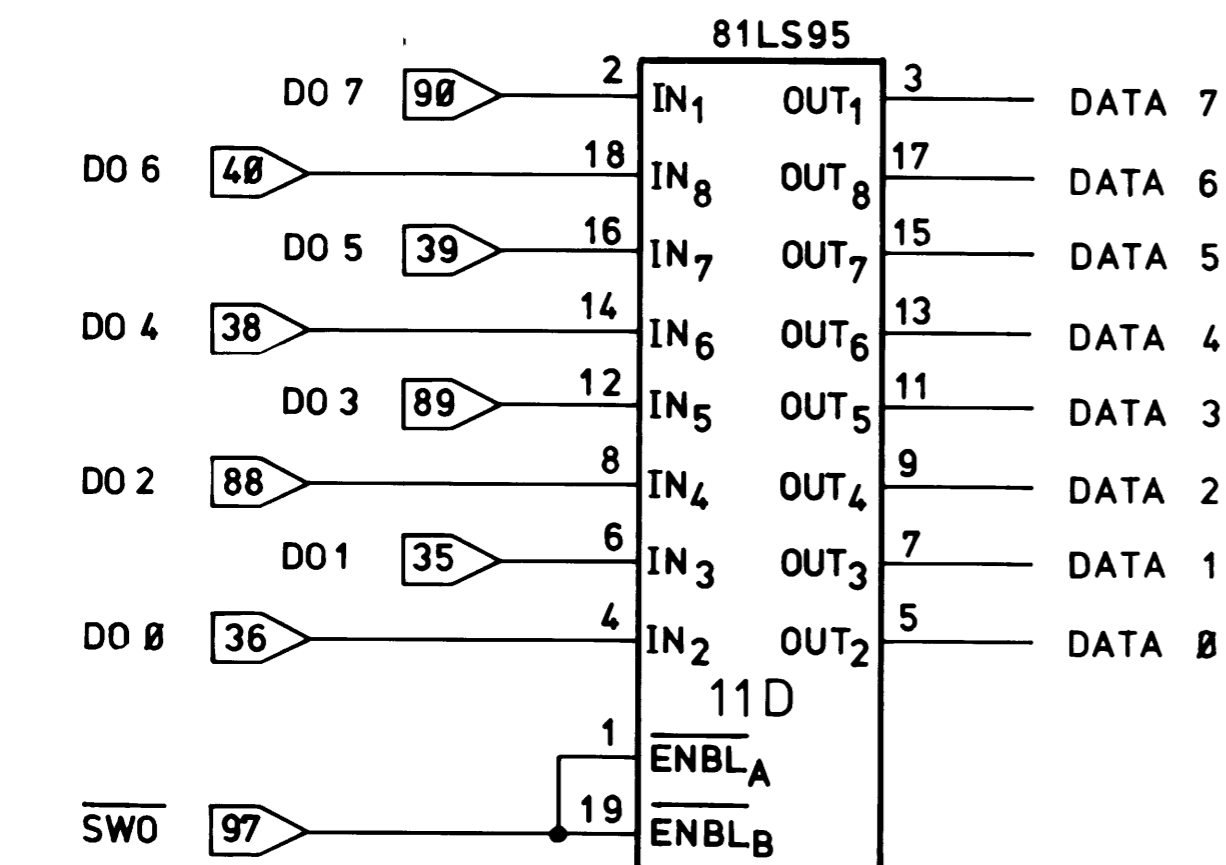 81LS95
DO 7 90 2 IN1 OUT1 3 DATA 7
DO 6 40 18 IN8 OUT8 17 DATA 6
DO 5 39 16 IN7 OUT7 15 DATA 5
DO 4 38 14 IN6 OUT6 13 DATA 4
DO 3 89 12 IN5 OUT5 11 DATA 3
DO 2 88 8 IN4 OUT4 9 DATA 2
DO 1 35 6 IN3 OUT3 7 DATA 1
DO 0 36 4 IN2 OUT2 5 DATA 0
11D
1 ENBLA
SWO 97 19 ENBLB